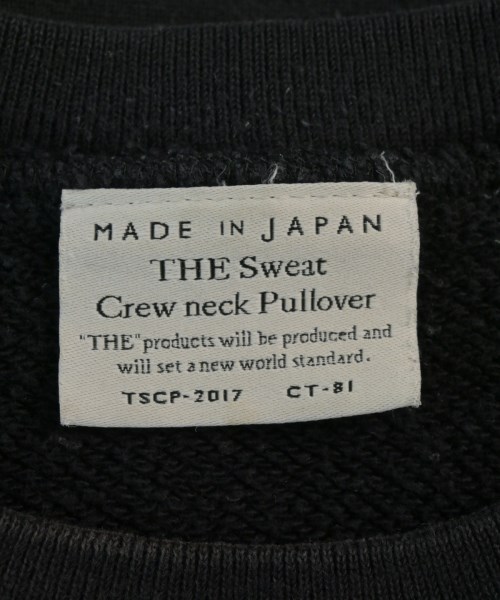 MADE IN JAPAN
THE Sweat
Crew neck Pullover
"THE" products will be produced and
will set a new world standard.
TSCP-2017 CT-81